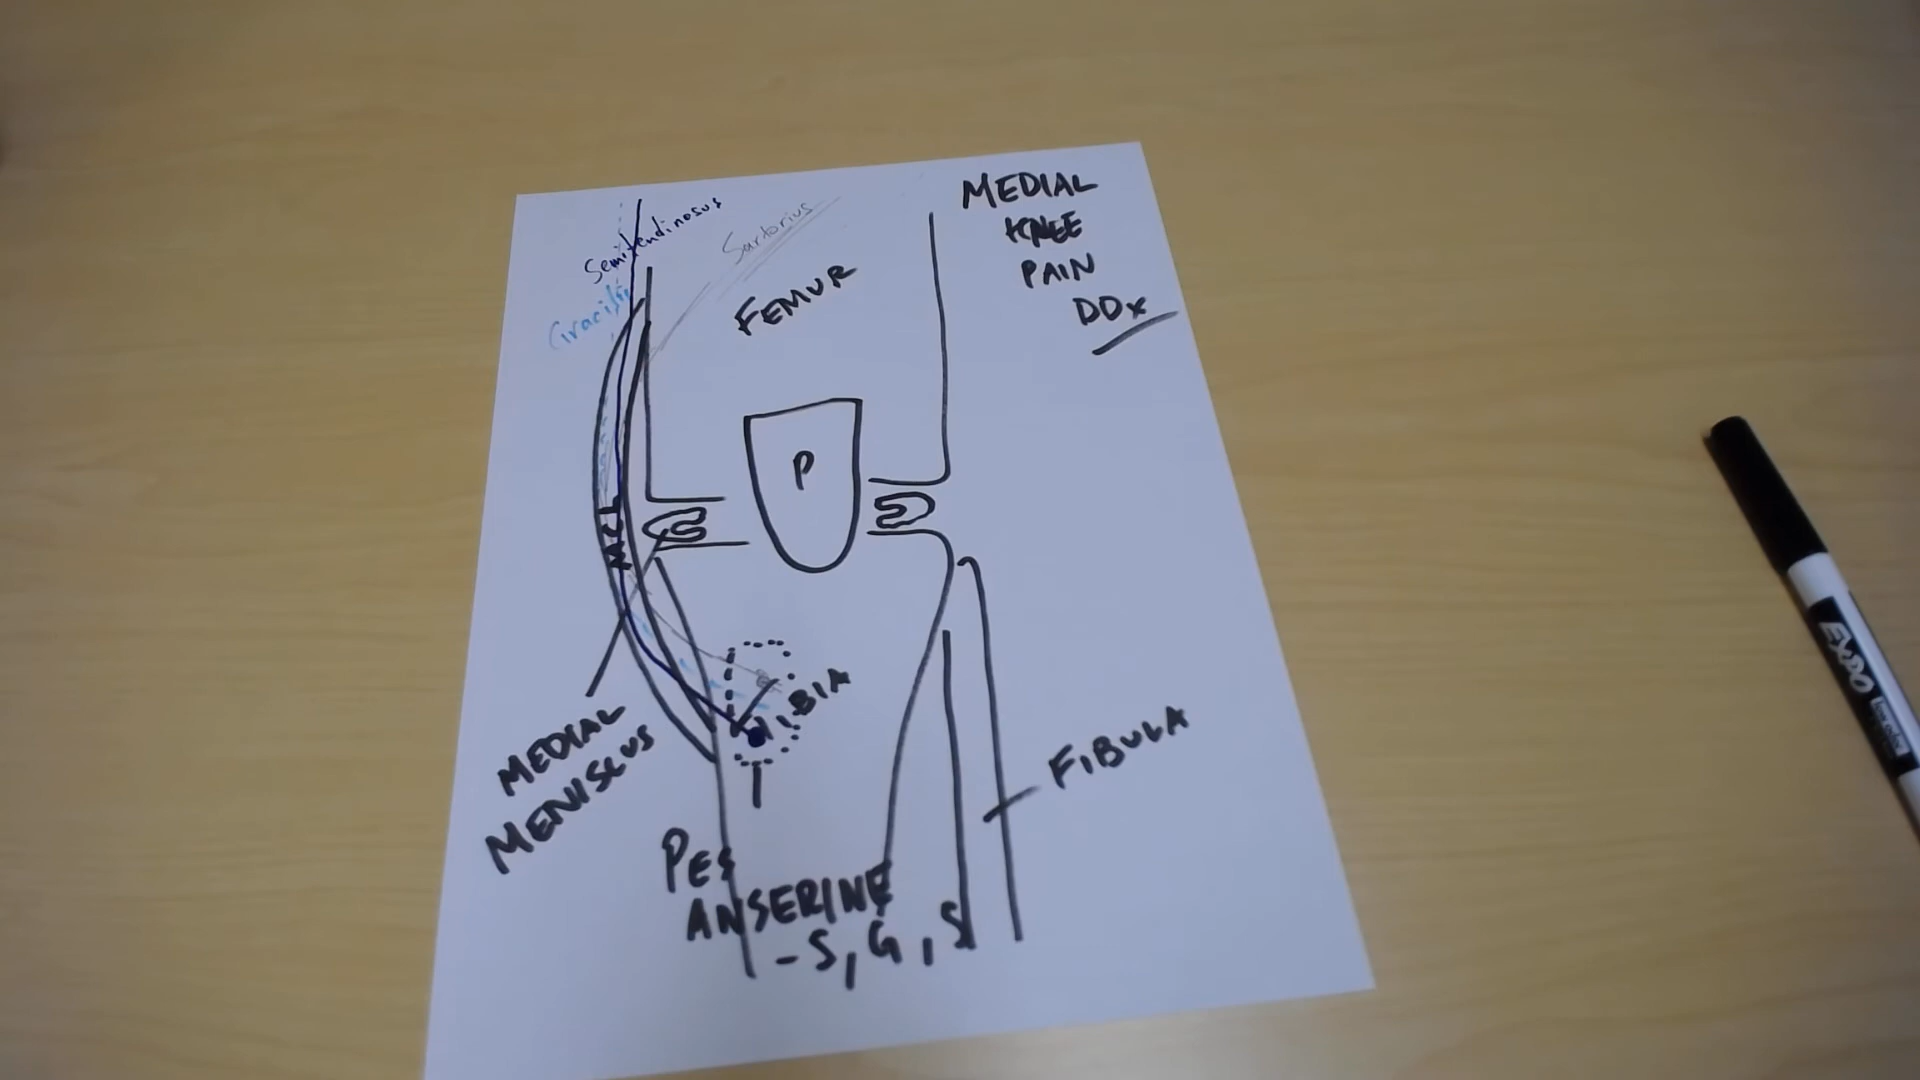 MEDIAL
KNEE
PAIN
DDx
Semitendinosus
Sartorius
Gracilis
FEMUR
P
MCL
TIBIA
MEDIAL
MENISCUS
FIBULA
PES
ANSERINE
- S, G, S
EXPO